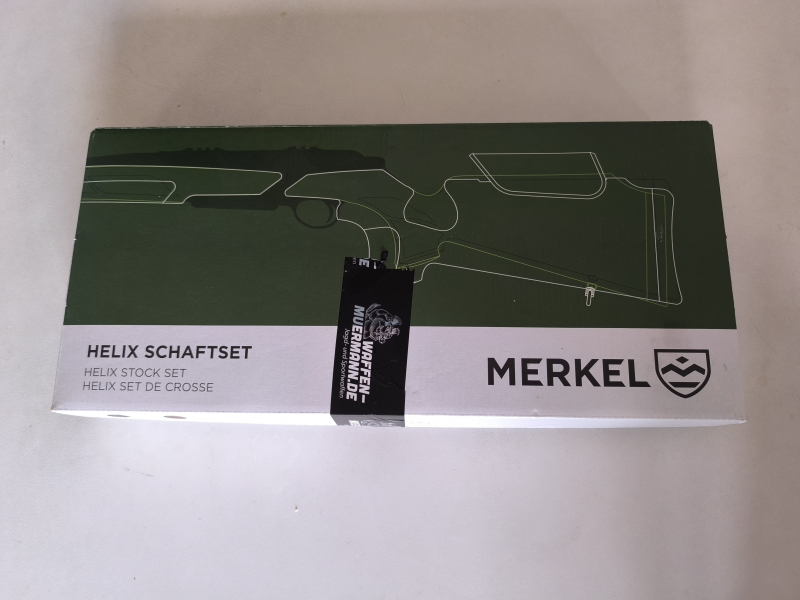 HELIX SCHAFTSET
HELIX STOCK SET
HELIX SET DE CROSSE
WAFFEN-
MUERMANN.DE
Jagd- und Sportwaffen
MERKEL